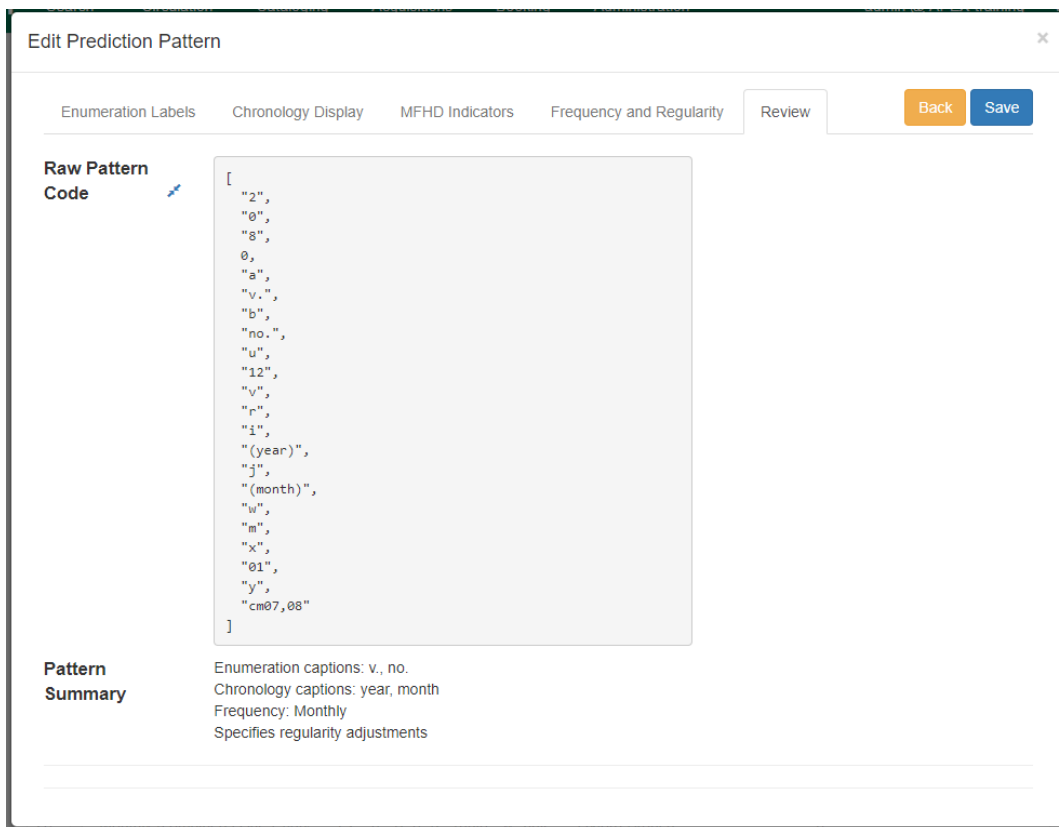 Edit Prediction Pattern
×
Enumeration Labels Chronology Display MFHD Indicators Frequency and Regularity Review Back Save
Raw Pattern
Code
[
"2",
"0",
"8",
0,
"a",
"v.",
"b",
"no.",
"u",
"12",
"v",
"r",
"i",
"(year)",
"j",
"(month)",
"w",
"m",
"x",
"01",
"y",
"cm07,08"
]
Pattern
Summary
Enumeration captions: v., no.
Chronology captions: year, month
Frequency: Monthly
Specifies regularity adjustments